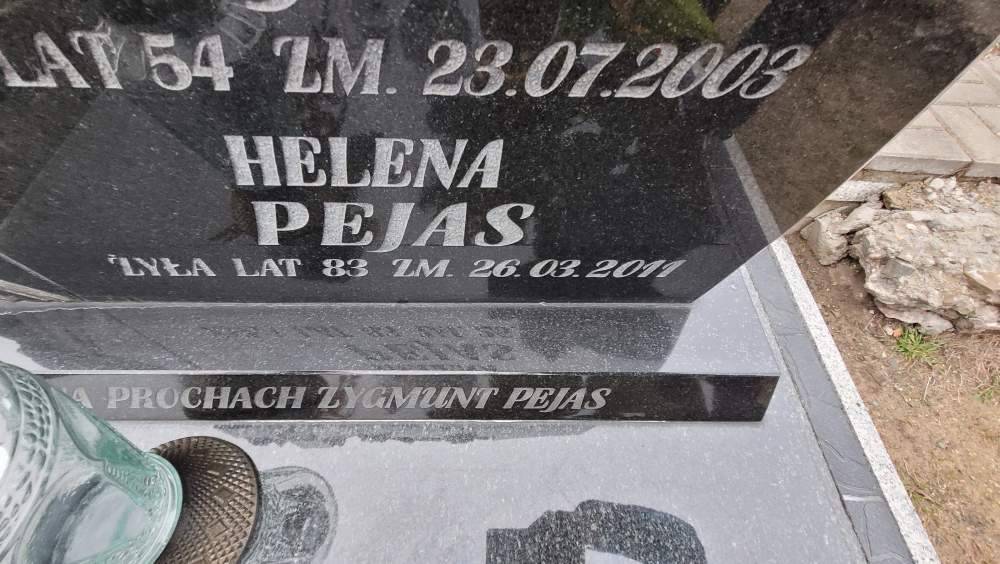 LAT 54 ZM. 23.07.2003
HELENA
PEJAS
ŻYŁA LAT 83 ZM. 26.03.2011
A PROCHACH ZYGMUNT PEJAS